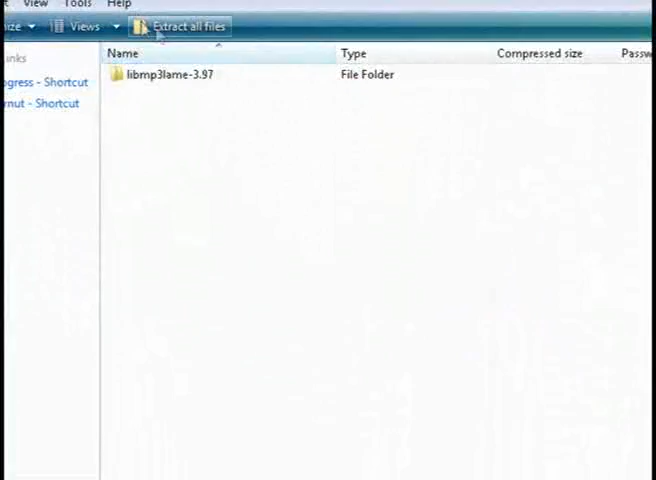 View Tools Help
Views Extract all files
Name Type Compressed size
libmp3lame-3.97 File Folder
- Shortcut
- Shortcut